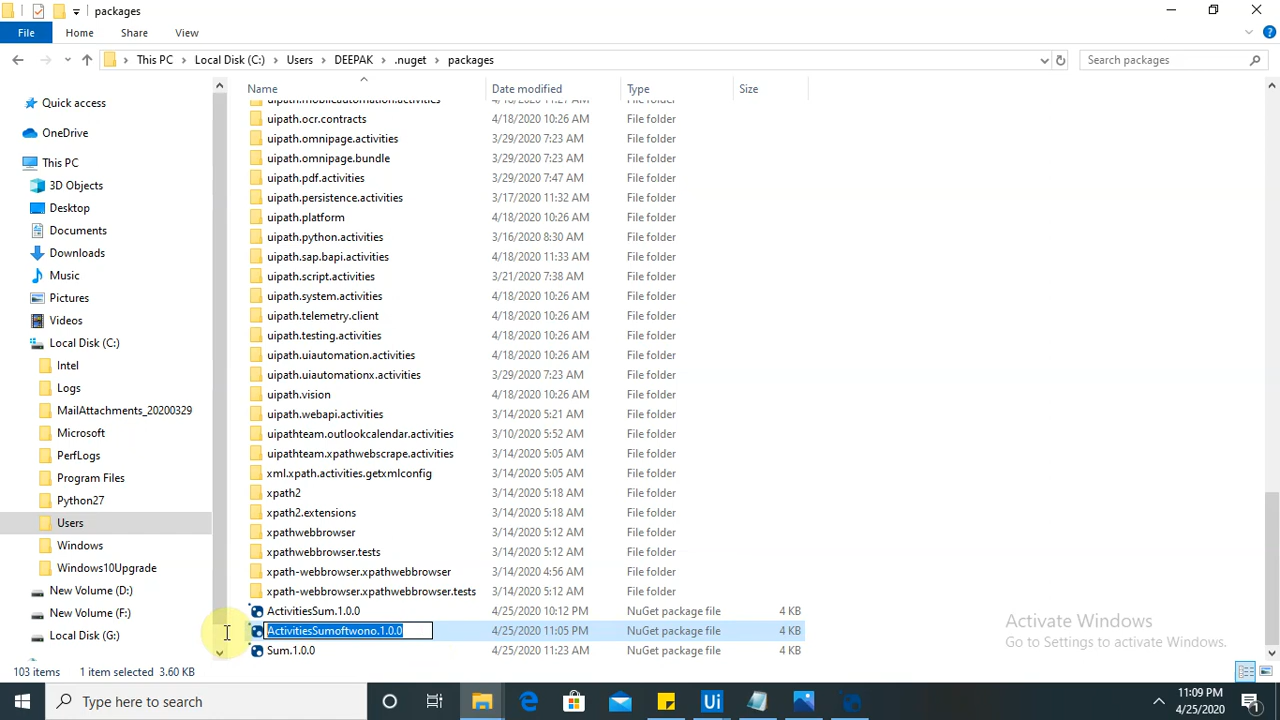 packages
File Home Share View
This PC Local Disk (C:) Users DEEPAK .nuget packages Search packages
Name Date modified Type Size
Quick access
OneDrive
This PC
3D Objects
Desktop
Documents
Downloads
Music
Pictures
Videos
Local Disk (C:)
Intel
Logs
MailAttachments_20200329
Microsoft
PerfLogs
Program Files
Python27
Users
Windows
Windows10Upgrade
New Volume (D:)
New Volume (F:)
Local Disk (G:)
uipath.mobileautomation.activities 4/18/2020 11:21 AM File folder
uipath.ocr.contracts 4/18/2020 10:26 AM File folder
uipath.omnipage.activities 3/29/2020 7:23 AM File folder
uipath.omnipage.bundle 3/29/2020 7:23 AM File folder
uipath.pdf.activities 3/29/2020 7:47 AM File folder
uipath.persistence.activities 3/17/2020 11:32 AM File folder
uipath.platform 4/18/2020 10:26 AM File folder
uipath.python.activities 3/16/2020 8:30 AM File folder
uipath.sap.bapi.activities 4/18/2020 11:33 AM File folder
uipath.script.activities 3/21/2020 7:38 AM File folder
uipath.system.activities 4/18/2020 10:26 AM File folder
uipath.telemetry.client 4/18/2020 10:26 AM File folder
uipath.testing.activities 4/18/2020 10:26 AM File folder
uipath.uiautomation.activities 4/18/2020 10:26 AM File folder
uipath.uiautomationx.activities 3/29/2020 7:23 AM File folder
uipath.vision 4/18/2020 10:26 AM File folder
uipath.webapi.activities 3/14/2020 5:21 AM File folder
uipathteam.outlookcalendar.activities 3/10/2020 5:52 AM File folder
uipathteam.xpathwebscrape.activities 3/14/2020 5:05 AM File folder
xml.xpath.activities.getxmlconfig 3/14/2020 5:05 AM File folder
xpath2 3/14/2020 5:18 AM File folder
xpath2.extensions 3/14/2020 5:18 AM File folder
xpathwebbrowser 3/14/2020 5:12 AM File folder
xpathwebbrowser.tests 3/14/2020 5:12 AM File folder
xpath-webbrowser.xpathwebbrowser 3/14/2020 4:56 AM File folder
xpath-webbrowser.xpathwebbrowser.tests 3/14/2020 5:12 AM File folder
ActivitiesSum.1.0.0 4/25/2020 10:12 PM NuGet package file 4 KB
ActivitiesSumoftwono.1.0.0 4/25/2020 11:05 PM NuGet package file 4 KB
Sum.1.0.0 4/25/2020 11:23 AM NuGet package file 4 KB
Activate Windows
Go to Settings to activate Windows.
103 items 1 item selected 3.60 KB
Type here to search
Ui
11:09 PM
4/25/2020
1